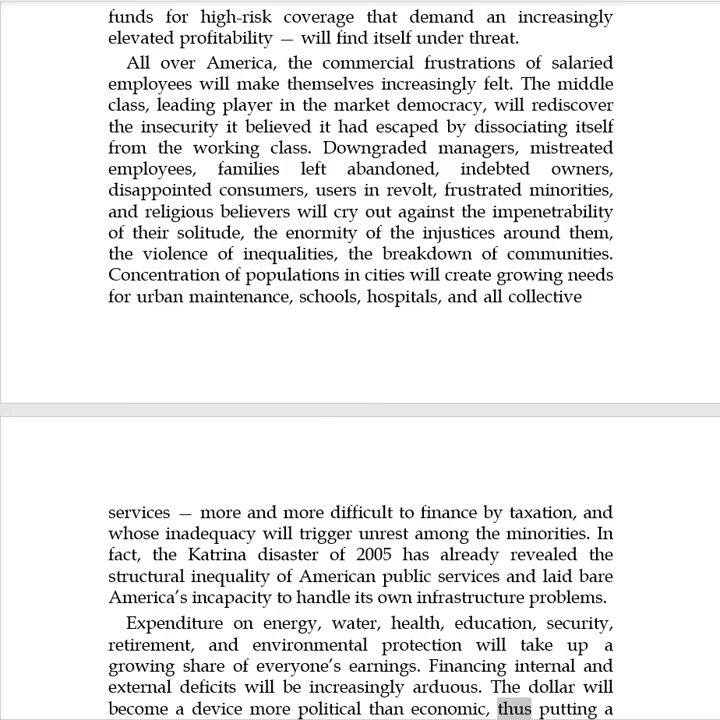 funds for high-risk coverage that demand an increasingly
elevated profitability — will find itself under threat.
All over America, the commercial frustrations of salaried
employees will make themselves increasingly felt. The middle
class, leading player in the market democracy, will rediscover
the insecurity it believed it had escaped by dissociating itself
from the working class. Downgraded managers, mistreated
employees, families left abandoned, indebted owners,
disappointed consumers, users in revolt, frustrated minorities,
and religious believers will cry out against the impenetrability
of their solitude, the enormity of the injustices around them,
the violence of inequalities, the breakdown of communities.
Concentration of populations in cities will create growing needs
for urban maintenance, schools, hospitals, and all collective
services — more and more difficult to finance by taxation, and
whose inadequacy will trigger unrest among the minorities. In
fact, the Katrina disaster of 2005 has already revealed the
structural inequality of American public services and laid bare
America's incapacity to handle its own infrastructure problems.
Expenditure on energy, water, health, education, security,
retirement, and environmental protection will take up a
growing share of everyone's earnings. Financing internal and
external deficits will be increasingly arduous. The dollar will
become a device more political than economic, thus putting a